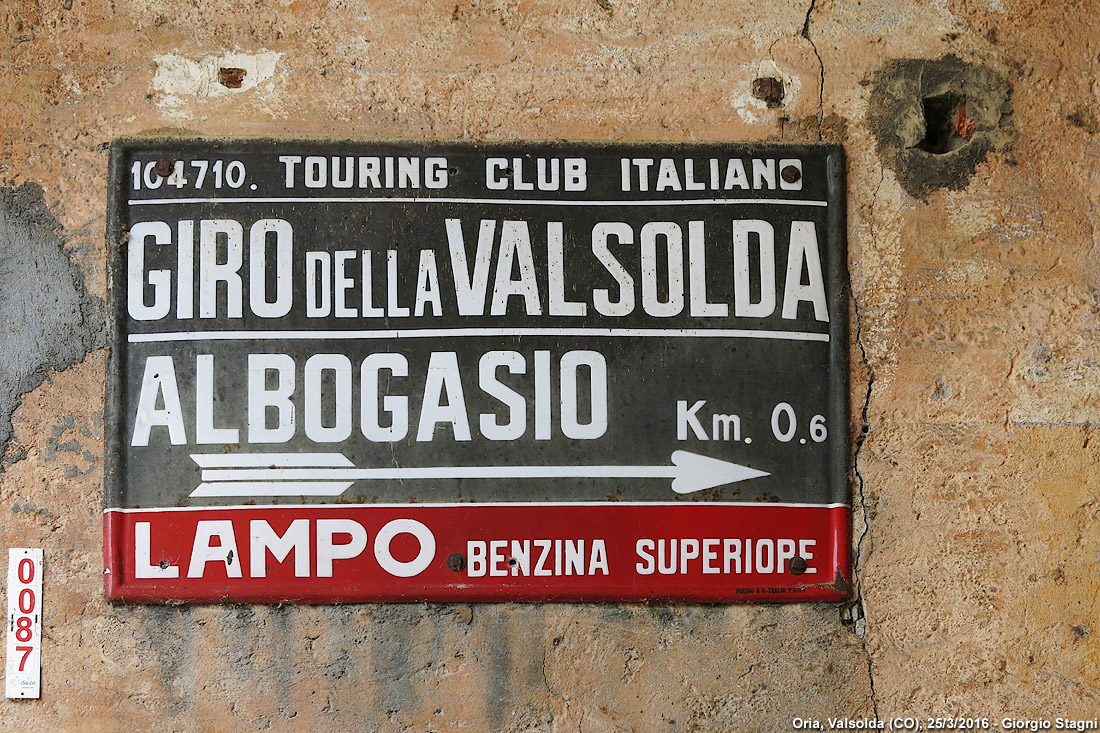 104710. TOURING CLUB ITALIANO
GIRO DELLA VALSOLDA
ALBOGASIO Km. 0.6
LAMPO BENZINA SUPERIORE
0087
Oria, Valsolda (CO), 25/3/2016 - Giorgio Stagni